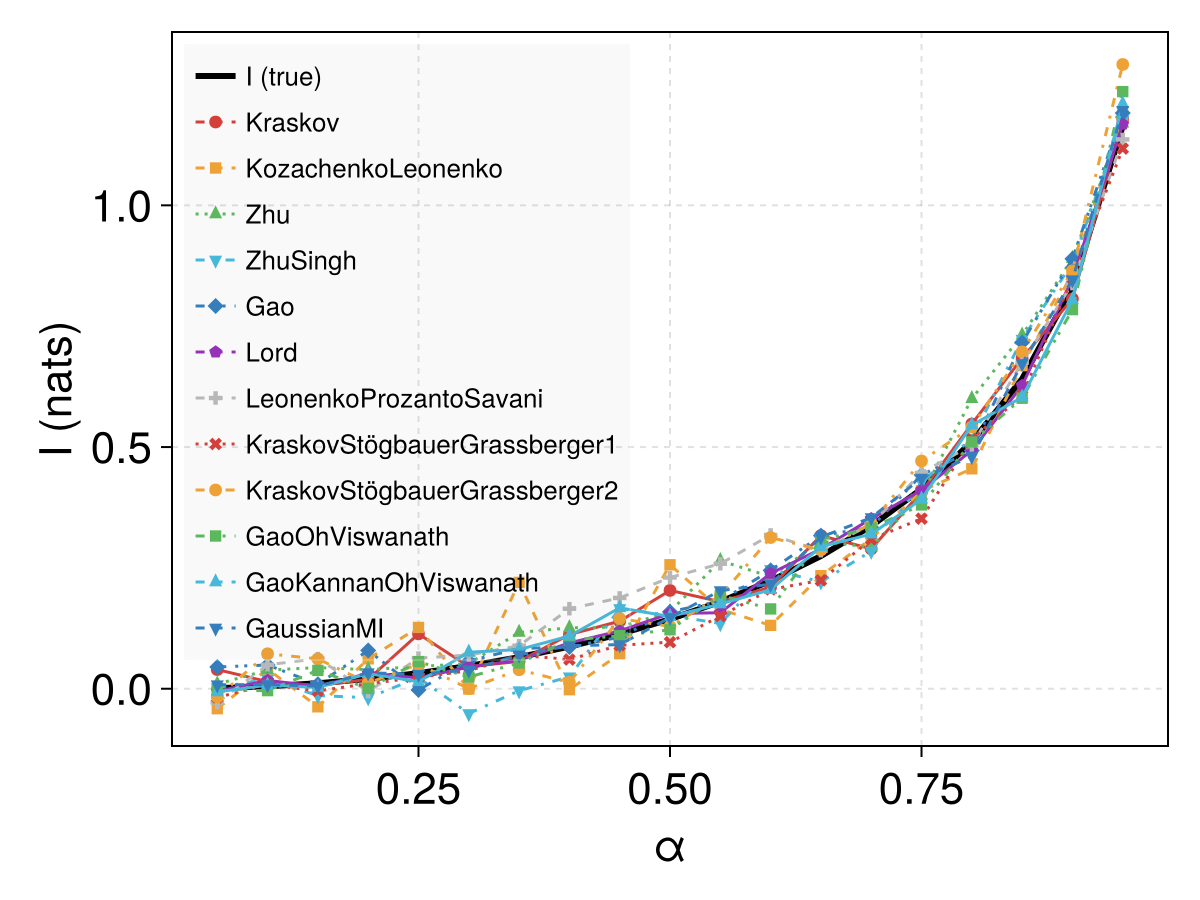 I (true)
Kraskov
KozachenkoLeonenko
Zhu
ZhuSingh
Gao
Lord
LeonenkoProzantoSavani
KraskovStögbauerGrassberger1
KraskovStögbauerGrassberger2
GaoOhViswanath
GaoKannanOhViswanath
GaussianMI
I (nats)
1.0
0.5
0.0
0.25 0.50 0.75
α